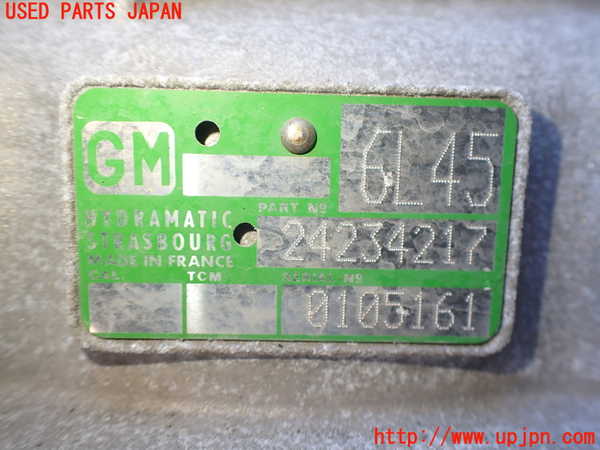 USED PARTS JAPAN
GM
6L45
PART Nº
HYDRAMATIC
24234217
STRASBOURG
MADE IN FRANCE
CAL. TCM SERIAL Nº
0105161
http://www.upjpn.com/